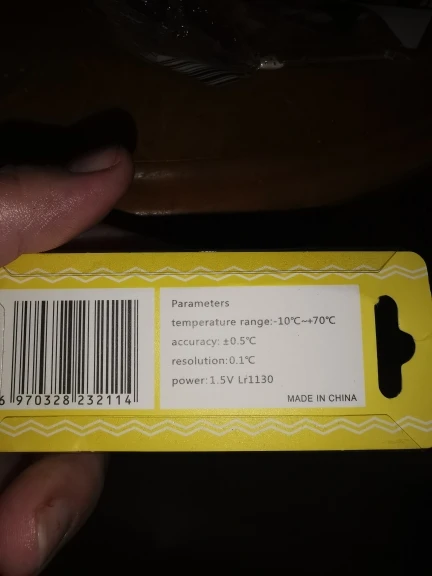 Parameters
temperature range:-10℃~+70℃
accuracy: ±0.5℃
resolution:0.1℃
power:1.5V Lr1130
MADE IN CHINA
6 970328 232114